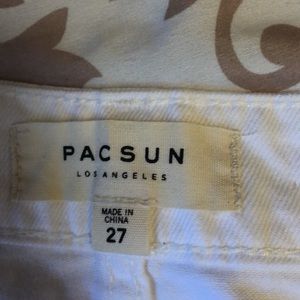 PACSUN
LOS ANGELES
MADE IN
CHINA
27